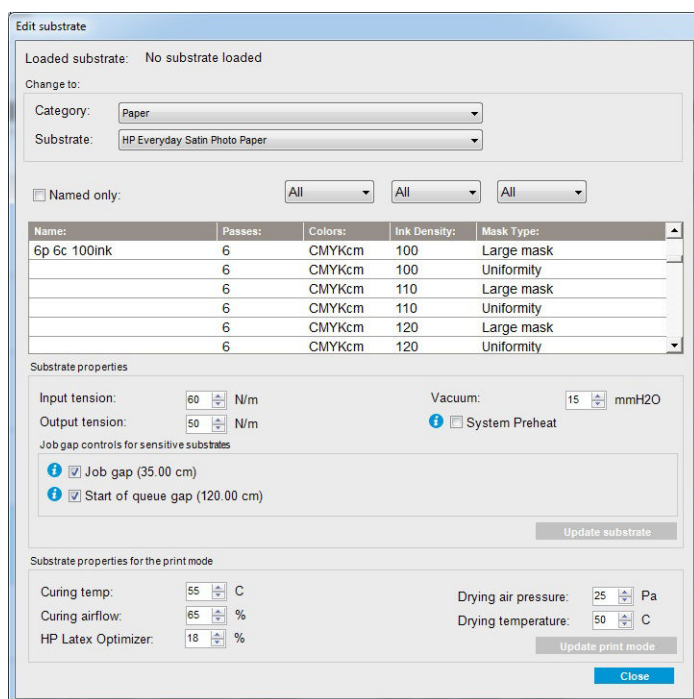 Edit substrate
Loaded substrate: No substrate loaded
Change to:
Category: Paper
Substrate: HP Everyday Satin Photo Paper
Named only: All All All
Name: Passes: Colors: Ink Density: Mask Type:
6p 6c 100ink 6 CMYKcm 100 Large mask
6 CMYKcm 100 Uniformity
6 CMYKcm 110 Large mask
6 CMYKcm 110 Uniformity
6 CMYKcm 120 Large mask
6 CMYKcm 120 Uniformity
Substrate properties
Input tension: 60 N/m Vacuum: 15 mmH2O
Output tension: 50 N/m i System Preheat
Job gap controls for sensitive substrates
i Job gap (35.00 cm)
i Start of queue gap (120.00 cm)
Update substrate
Substrate properties for the print mode
Curing temp: 55 C Drying air pressure: 25 Pa
Curing airflow: 65 % Drying temperature: 50 C
HP Latex Optimizer: 18 % Update print mode
Close